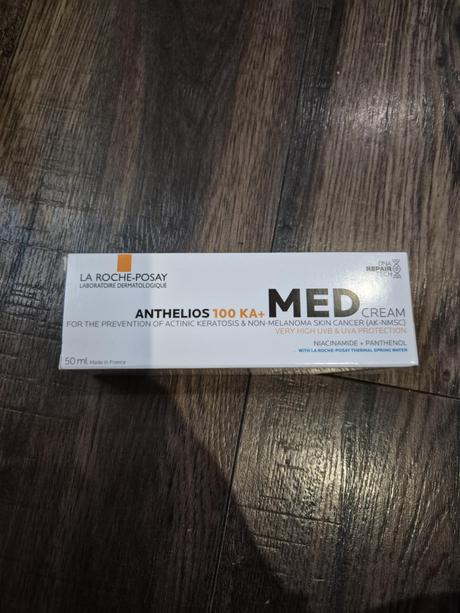 LA ROCHE-POSAY
LABORATOIRE DERMATOLOGIQUE
DNA
REPAIR
TECH
ANTHELIOS 100 KA+ MED CREAM
FOR THE PREVENTION OF ACTINIC KERATOSIS & NON-MELANOMA SKIN CANCER (AK-NMSC)
VERY HIGH UVB & UVA PROTECTION
NIACINAMIDE + PANTHENOL
WITH LA ROCHE-POSAY THERMAL SPRING WATER
50 ml Made in France